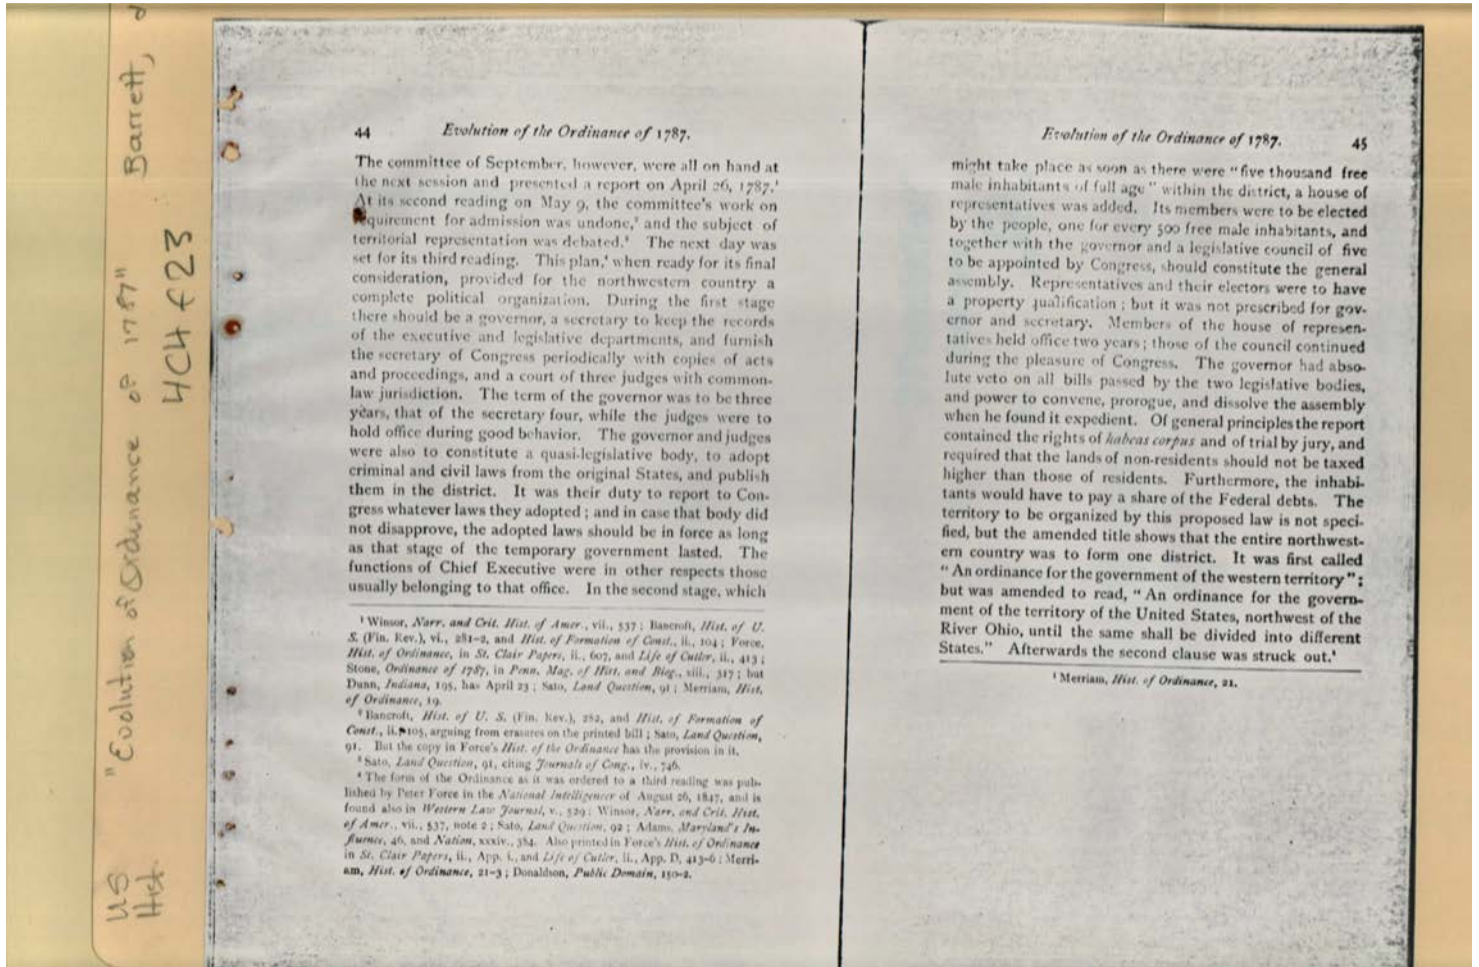 US Hist.
"Evolution of Ordinance of 1787" Barrett,
HCH f23
44 Evolution of the Ordinance of 1787.
The committee of September, however, were all on hand at
the next session and presented a report on April 26, 1787.¹
At its second reading on May 9, the committee's work on
requirement for admission was undone,² and the subject of
territorial representation was debated.³ The next day was
set for its third reading. This plan,⁴ when ready for its final
consideration, provided for the northwestern country a
complete political organization. During the first stage
there should be a governor, a secretary to keep the records
of the executive and legislative departments, and furnish
the secretary of Congress periodically with copies of acts
and proceedings, and a court of three judges with common-
law jurisdiction. The term of the governor was to be three
years, that of the secretary four, while the judges were to
hold office during good behavior. The governor and judges
were also to constitute a quasi-legislative body, to adopt
criminal and civil laws from the original States, and publish
them in the district. It was their duty to report to Con-
gress whatever laws they adopted; and in case that body did
not disapprove, the adopted laws should be in force as long
as that stage of the temporary government lasted. The
functions of Chief Executive were in other respects those
usually belonging to that office. In the second stage, which
¹ Winsor, Narr. and Crit. Hist. of Amer., vii., 537; Bancroft, Hist. of U.
S. (Fin. Rev.), vi., 281-2, and Hist. of Formation of Const., ii., 104; Force,
Hist. of Ordinance, in St. Clair Papers, ii., 607, and Life of Cutler, ii., 413;
Stone, Ordinance of 1787, in Penn. Mag. of Hist. and Biog., xiii., 317; but
Dunn, Indiana, 195, has April 23; Sato, Land Question, 91; Merriam, Hist.
of Ordinance, 19.
² Bancroft, Hist. of U. S. (Fin. Rev.), 282, and Hist. of Formation of
Const., ii., 105, arguing from erasures on the printed bill; Sato, Land Question,
91. But the copy in Force's Hist. of the Ordinance has the provision in it.
³ Sato, Land Question, 91, citing Journals of Cong., iv., 746.
⁴ The form of the Ordinance as it was ordered to a third reading was pub-
lished by Peter Force in the National Intelligencer of August 26, 1847, and is
found also in Western Law Journal, v., 529; Winsor, Narr. and Crit. Hist.
of Amer., vii., 537, note 2; Sato, Land Question, 92; Adams, Maryland's In-
fluence, 46, and Nation, xxxiv., 384. Also printed in Force's Hist. of Ordinance
in St. Clair Papers, ii., App. i., and Life of Cutler, ii., App. D, 413-6; Merri-
am, Hist. of Ordinance, 21-3; Donaldson, Public Domain, 150-2.
Evolution of the Ordinance of 1787. 45
might take place as soon as there were "five thousand free
male inhabitants of full age" within the district, a house of
representatives was added. Its members were to be elected
by the people, one for every 500 free male inhabitants, and
together with the governor and a legislative council of five
to be appointed by Congress, should constitute the general
assembly. Representatives and their electors were to have
a property qualification; but it was not prescribed for gov-
ernor and secretary. Members of the house of represen-
tatives held office two years; those of the council continued
during the pleasure of Congress. The governor had abso-
lute veto on all bills passed by the two legislative bodies,
and power to convene, prorogue, and dissolve the assembly
when he found it expedient. Of general principles the report
contained the rights of habeas corpus and of trial by jury, and
required that the lands of non-residents should not be taxed
higher than those of residents. Furthermore, the inhabi-
tants would have to pay a share of the Federal debts. The
territory to be organized by this proposed law is not speci-
fied, but the amended title shows that the entire northwest-
ern country was to form one district. It was first called
"An ordinance for the government of the western territory";
but was amended to read, "An ordinance for the govern-
ment of the territory of the United States, northwest of the
River Ohio, until the same shall be divided into different
States." Afterwards the second clause was struck out.¹
¹ Merriam, Hist. of Ordinance, 21.